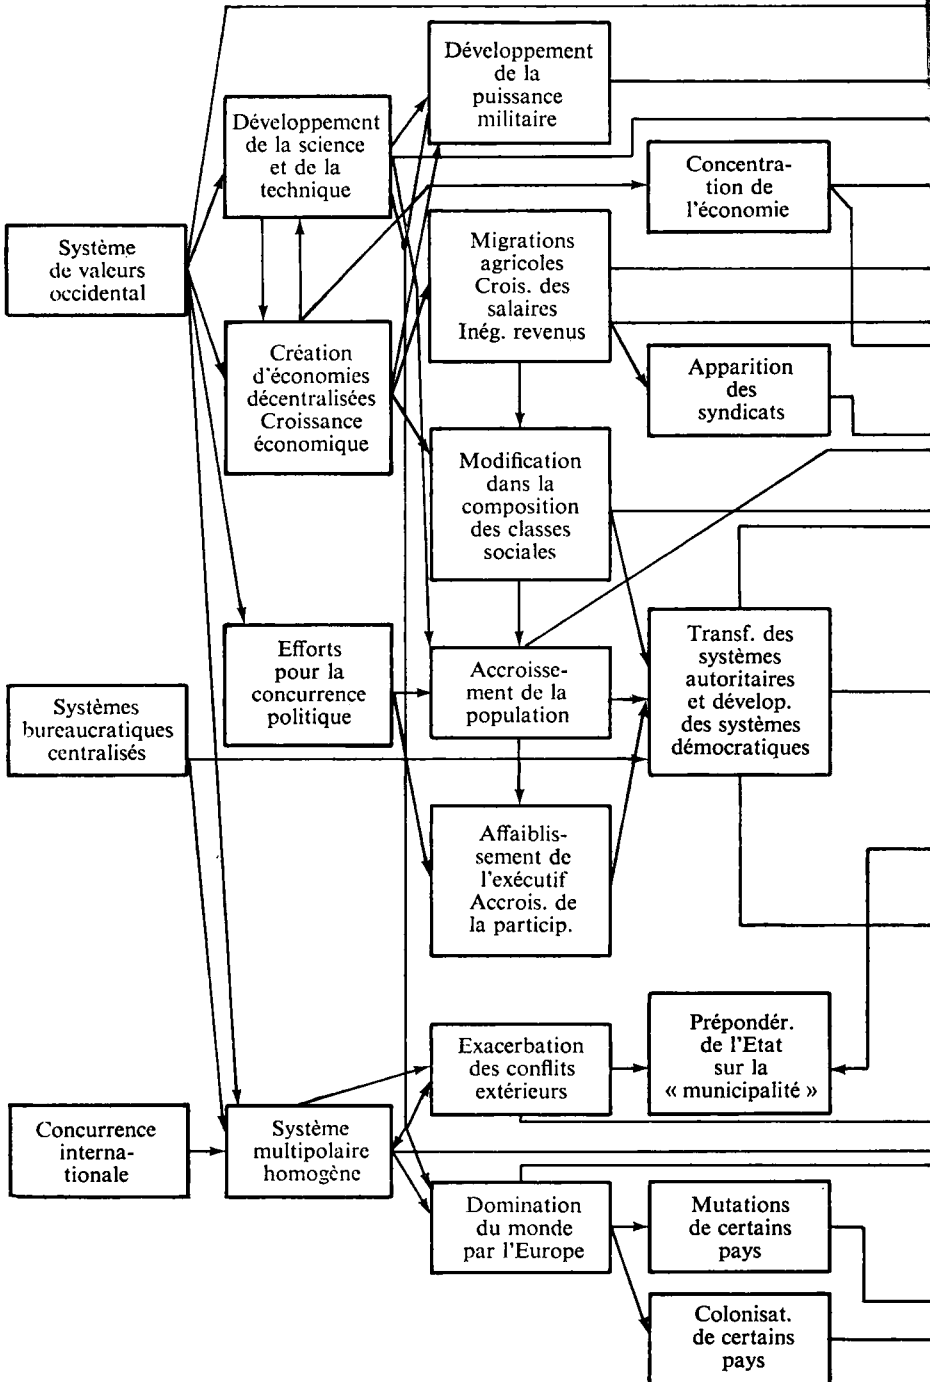 Système
de valeurs
occidental
Systèmes
bureaucratiques
centralisés
Concurrence
interna-
tionale
Développement
de la science
et de la
technique
Création
d'économies
décentralisées
Croissance
économique
Efforts
pour la
concurrence
politique
Système
multipolaire
homogène
Développement
de la
puissance
militaire
Migrations
agricoles
Crois. des
salaires
Inég. revenus
Modification
dans la
composition
des classes
sociales
Accroisse-
ment de la
population
Affaiblis-
sement de
l'exécutif
Accrois. de
la particip.
Exacerbation
des conflits
extérieurs
Domination
du monde
par l'Europe
Concentra-
tion de
l'économie
Apparition
des
syndicats
Transf. des
systèmes
autoritaires
et dévelop.
des systèmes
démocratiques
Prépondér.
de l'Etat
sur la
« municipalité »
Mutations
de certains
pays
Colonisat.
de certains
pays